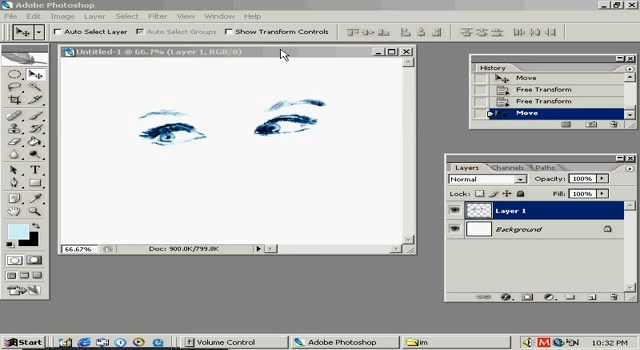 Adobe Photoshop
File Edit Image Layer Select Filter View Window Help
Auto Select Layer Auto Select Groups Show Transform Controls
Untitled-1 @ 66.7% (Layer 1, RGB/8)
History
Move
Free Transform
Free Transform
Move
Layers Channels Paths
Normal Opacity: 100%
Lock: Fill: 100%
Layer 1
Background
66.67% Doc: 900.0K/799.8K
Start Volume Control Adobe Photoshop im 10:32 PM